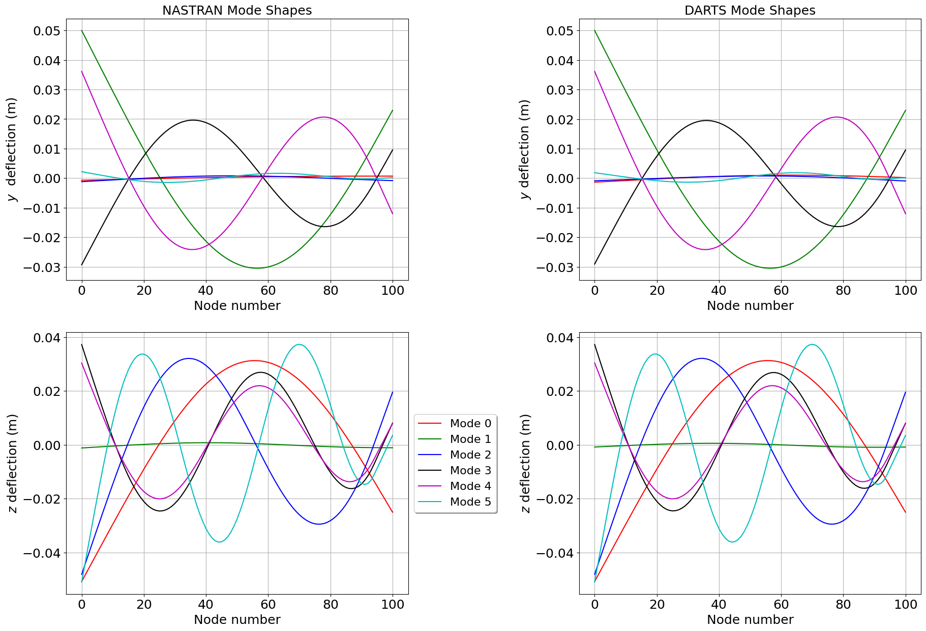 NASTRAN Mode Shapes
0.05
0.04
0.03
0.02
0.01
0.00
−0.01
−0.02
−0.03
y deflection (m)
0 20 40 60 80 100
Node number
DARTS Mode Shapes
0.05
0.04
0.03
0.02
0.01
0.00
−0.01
−0.02
−0.03
y deflection (m)
0 20 40 60 80 100
Node number
0.04
0.02
0.00
−0.02
−0.04
z deflection (m)
0 20 40 60 80 100
Node number
Mode 0
Mode 1
Mode 2
Mode 3
Mode 4
Mode 5
0.04
0.02
0.00
−0.02
−0.04
z deflection (m)
0 20 40 60 80 100
Node number